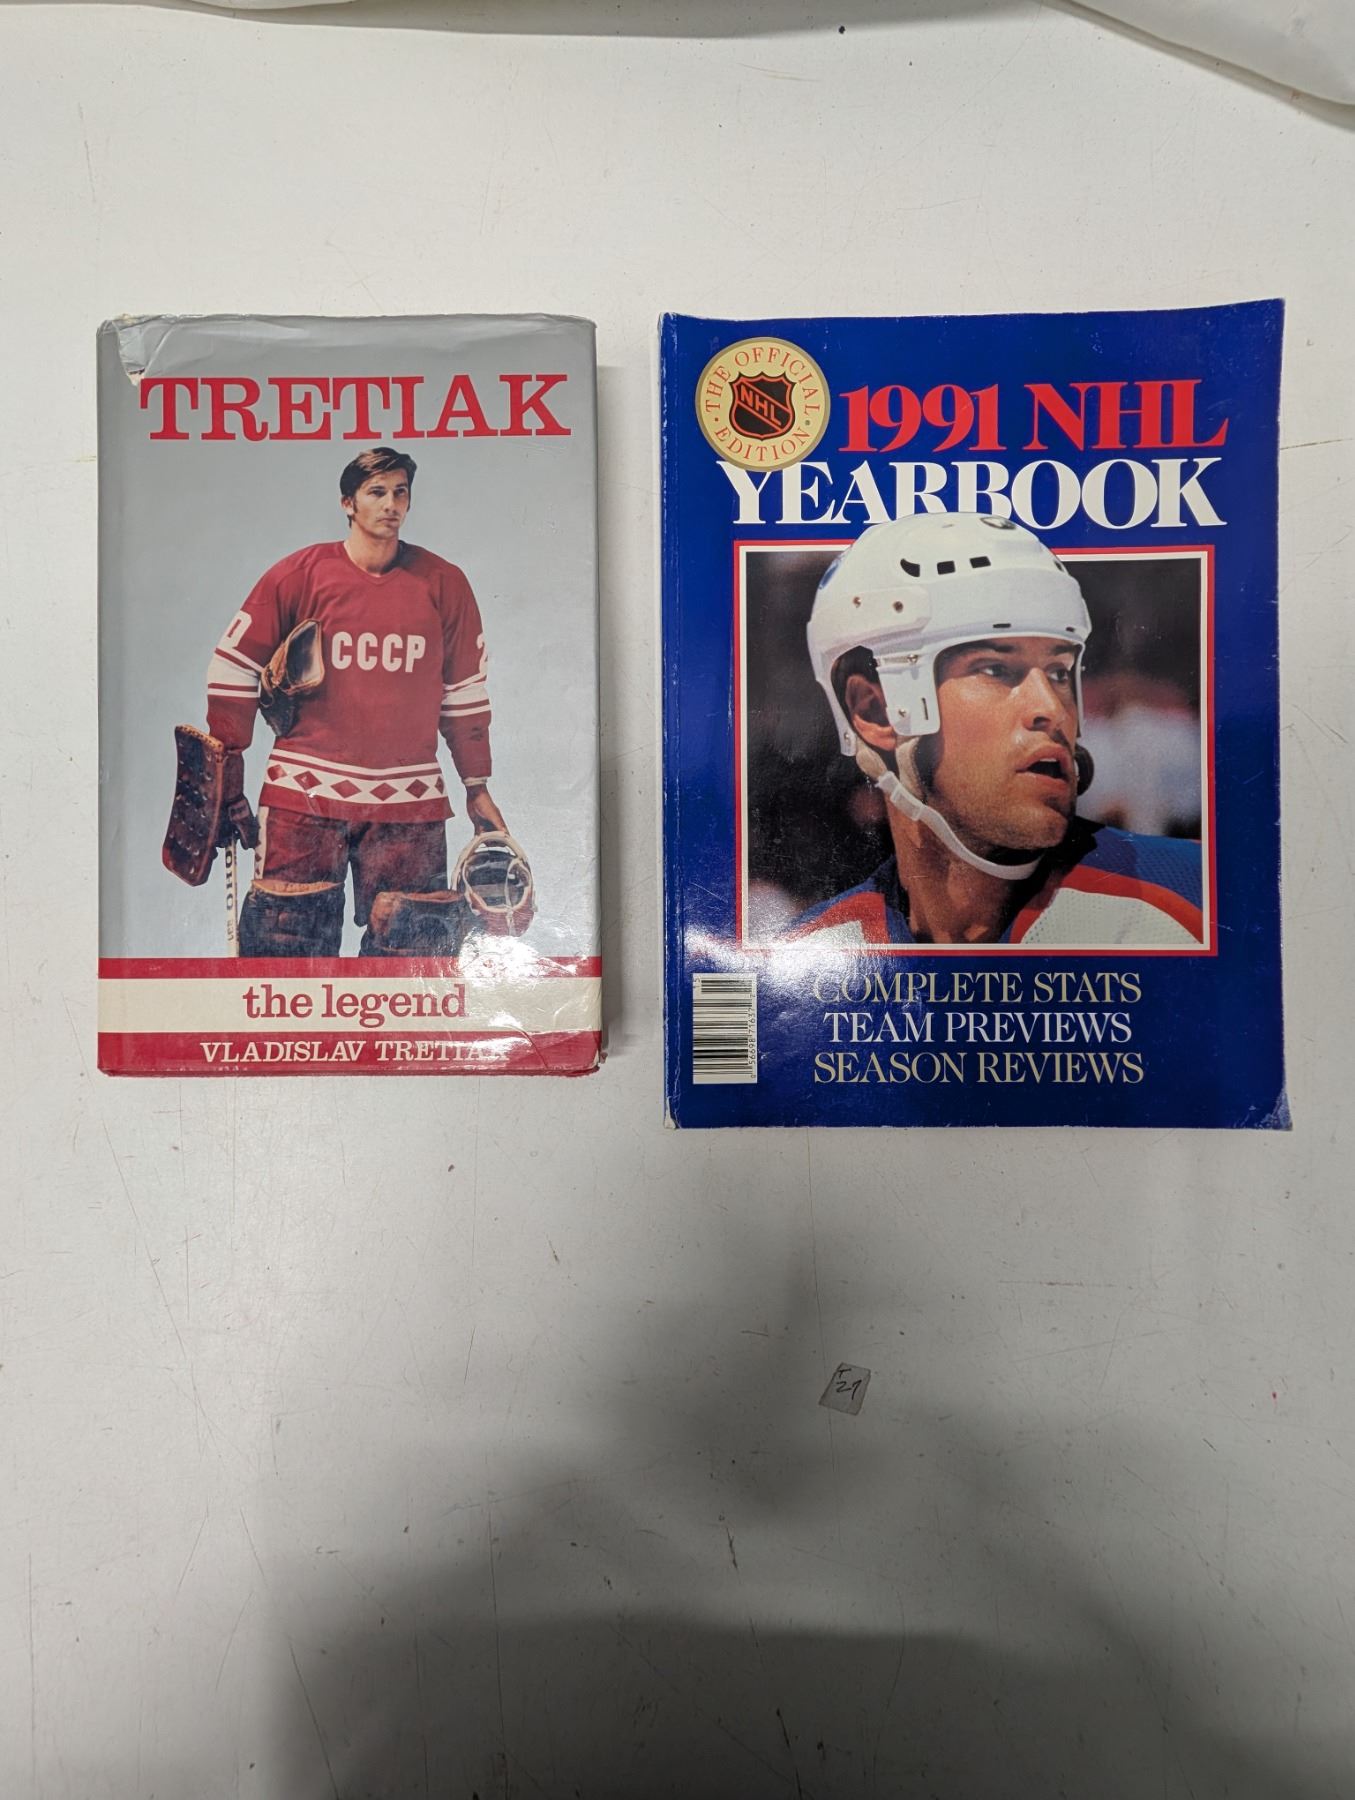 TRETIAK
CCCP
the legend
VLADISLAV TRETIAK
THE OFFICIAL EDITION
NHL
1991 NHL
YEARBOOK
COMPLETE STATS
TEAM PREVIEWS
SEASON REVIEWS
T
27